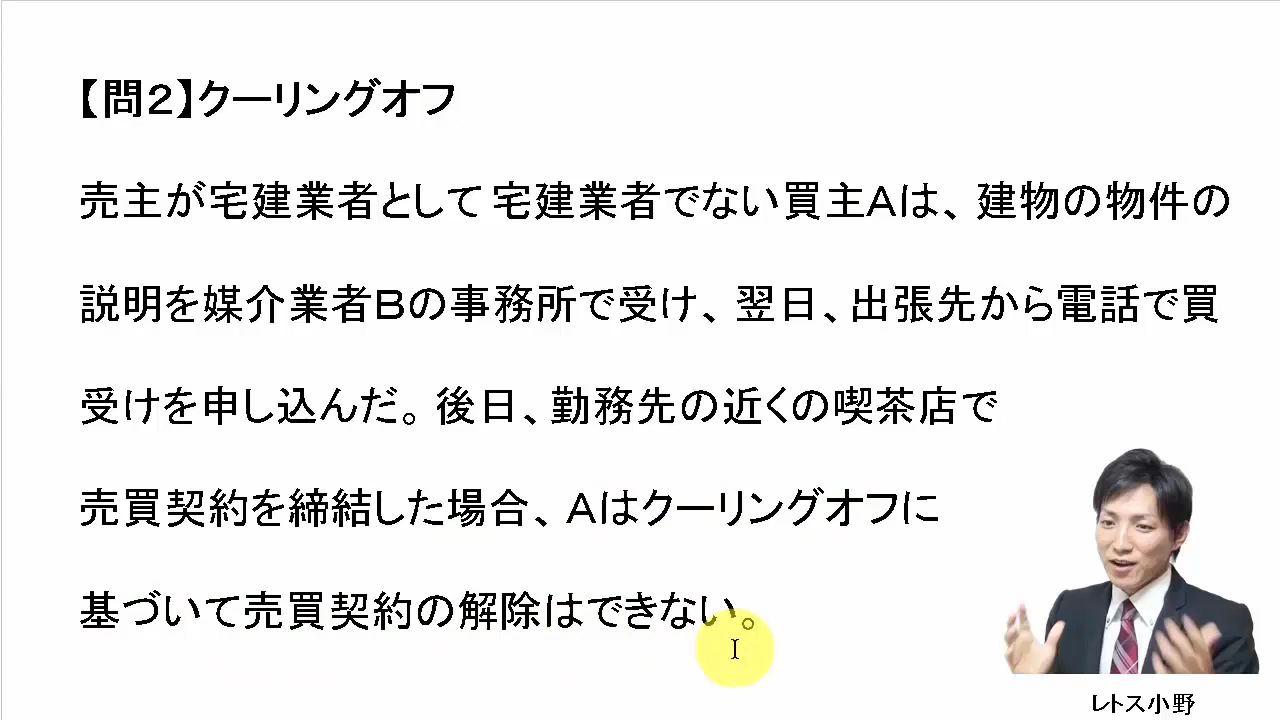 【問２】クーリングオフ
売主が宅建業者として宅建業者でない買主Ａは、建物の物件の
説明を媒介業者Ｂの事務所で受け、翌日、出張先から電話で買
受けを申し込んだ。後日、勤務先の近くの喫茶店で
売買契約を締結した場合、Ａはクーリングオフに
基づいて売買契約の解除はできない。
レトス小野